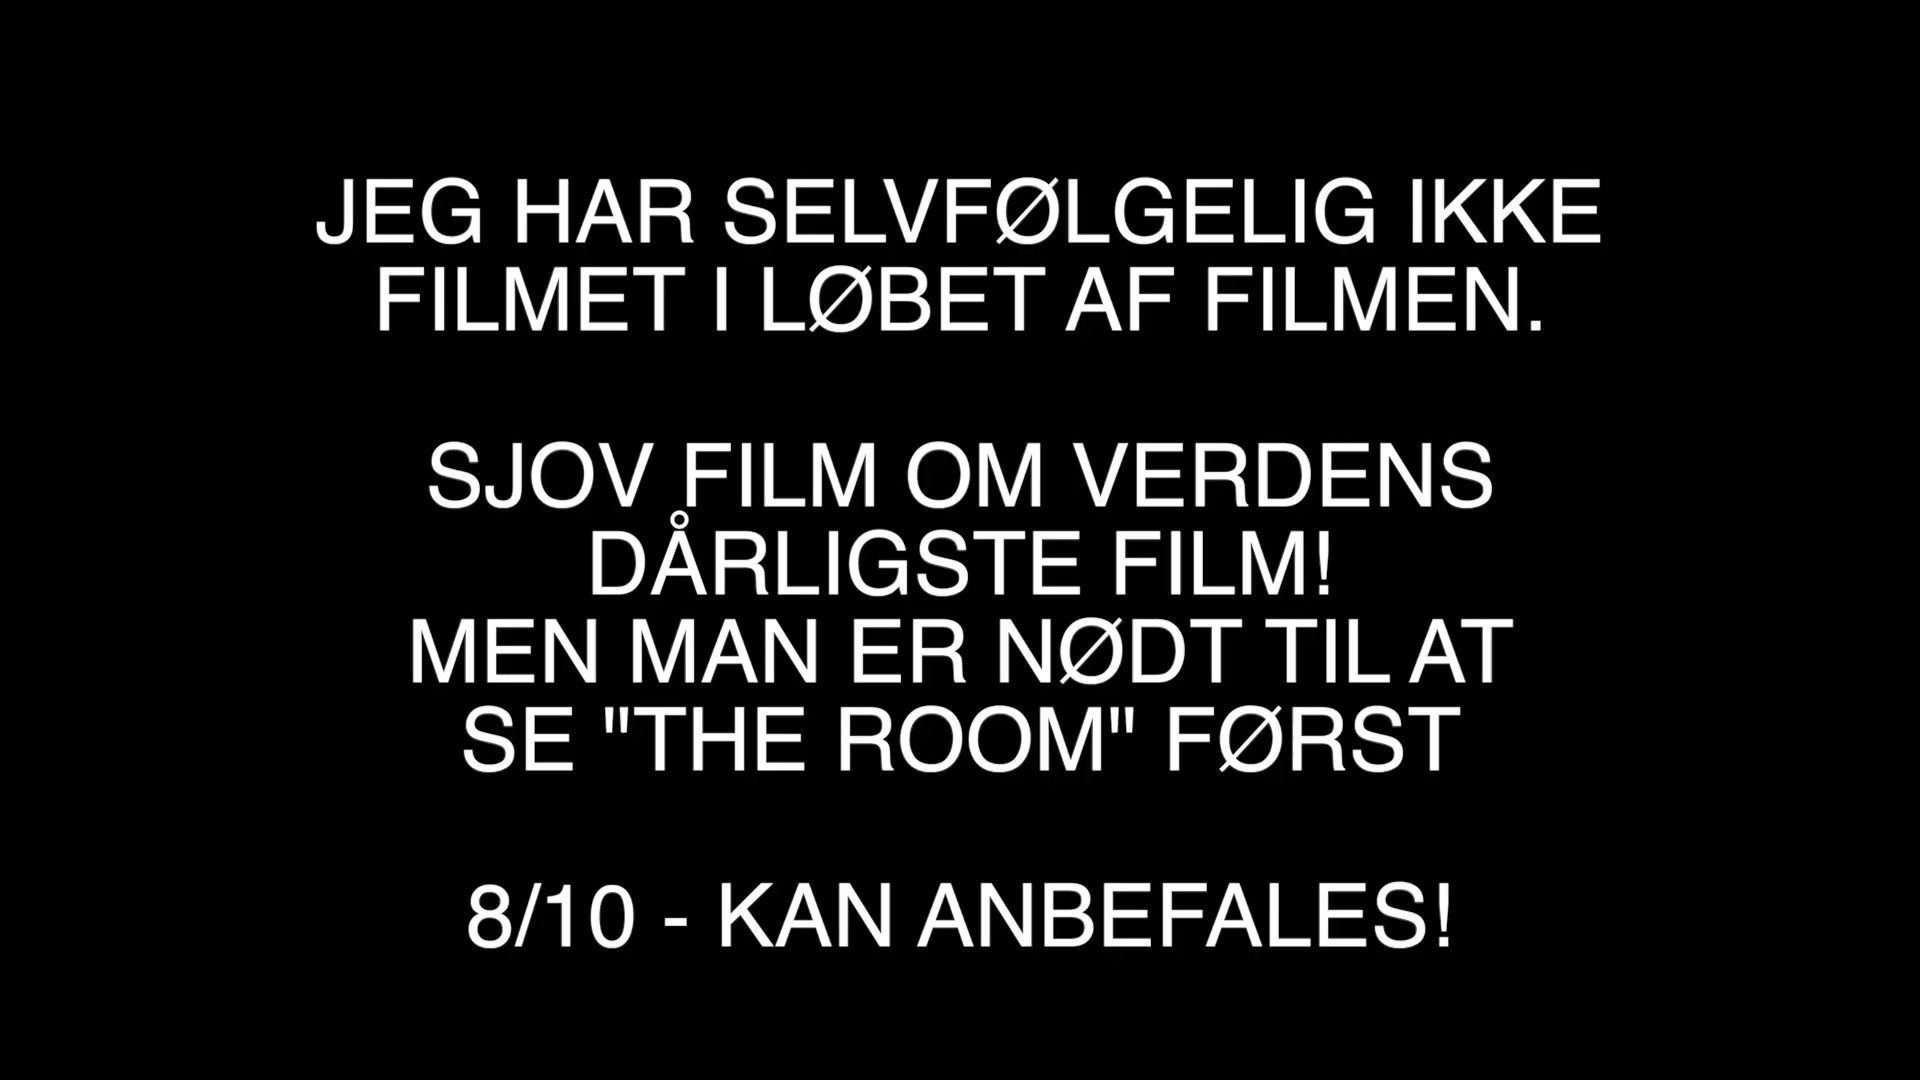 JEG HAR SELVFØLGELIG IKKE
FILMET I LØBET AF FILMEN.
SJOV FILM OM VERDENS
DÅRLIGSTE FILM!
MEN MAN ER NØDT TIL AT
SE "THE ROOM" FØRST
8/10 - KAN ANBEFALES!